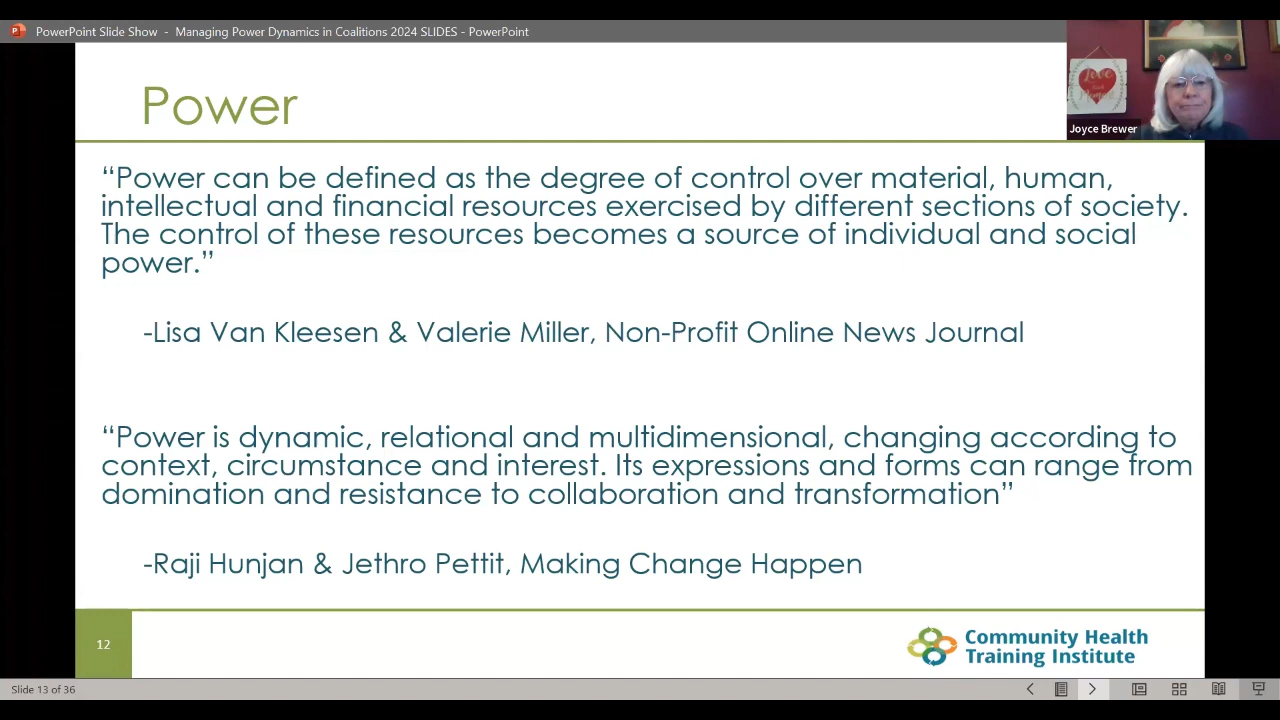 PowerPoint Slide Show - Managing Power Dynamics in Coalitions 2024 SLIDES - PowerPoint
Joyce Brewer
Power
“Power can be defined as the degree of control over material, human,
intellectual and financial resources exercised by different sections of society.
The control of these resources becomes a source of individual and social
power.”
-Lisa Van Kleesen & Valerie Miller, Non-Profit Online News Journal
“Power is dynamic, relational and multidimensional, changing according to
context, circumstance and interest. Its expressions and forms can range from
domination and resistance to collaboration and transformation”
-Raji Hunjan & Jethro Pettit, Making Change Happen
12
Community Health
Training Institute
Slide 13 of 36